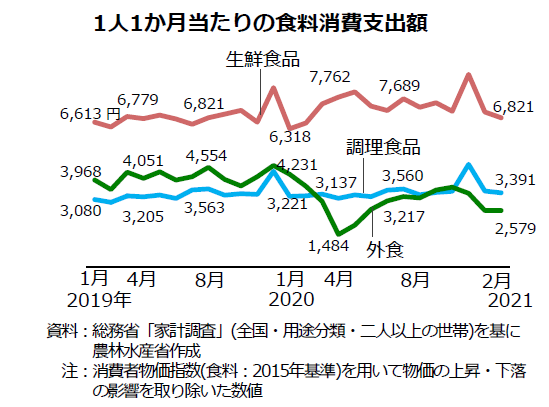 1人1か月当たりの食料消費支出額
生鮮食品
6,613 円
6,779
6,821
6,318
7,762
7,689
6,821
調理食品
3,968
4,051
4,554
4,231
3,137
3,560
3,391
3,080
3,205
3,563
3,221
1,484
3,217
2,579
外食
1月 4月 8月 1月 4月 8月 2月
2019年 2020 2021
資料：総務省「家計調査」(全国・用途分類・二人以上の世帯)を基に
農林水産省作成
注：消費者物価指数(食料：2015年基準)を用いて物価の上昇・下落
の影響を取り除いた数値